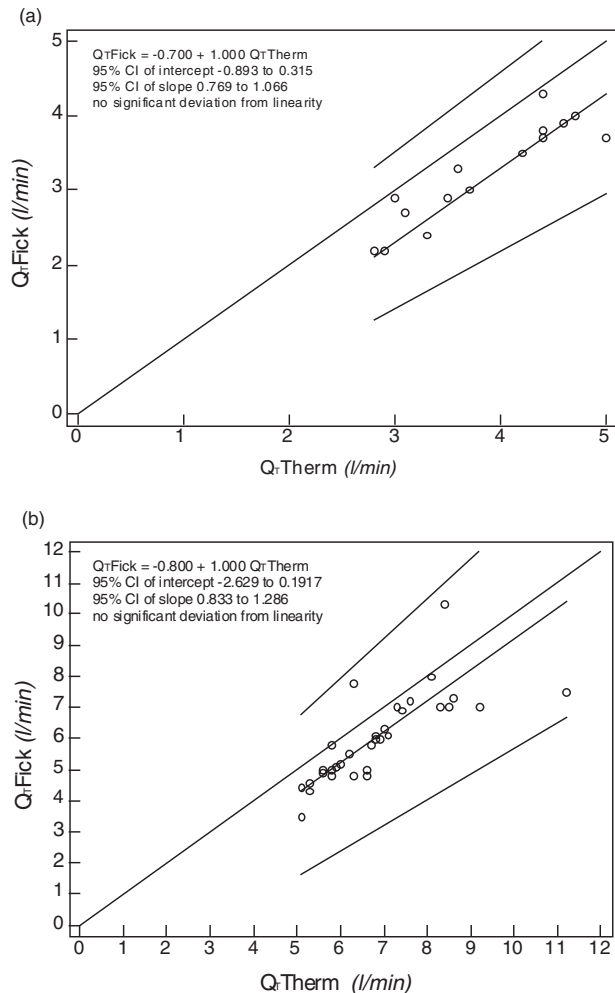 (a)
5
QTFick = -0.700 + 1.000 QTTherm
95% CI of intercept -0.893 to 0.315
95% CI of slope 0.769 to 1.066
no significant deviation from linearity
4
3
2
1
0
QTFick (l/min)
0 1 2 3 4 5
QTTherm (l/min)
(b)
12
QTFick = -0.800 + 1.000 QTTherm
95% CI of intercept -2.629 to 0.1917
95% CI of slope 0.833 to 1.286
no significant deviation from linearity
11
10
9
8
7
6
5
4
3
2
1
0
QTFick (l/min)
0 1 2 3 4 5 6 7 8 9 10 11 12
QTTherm (l/min)